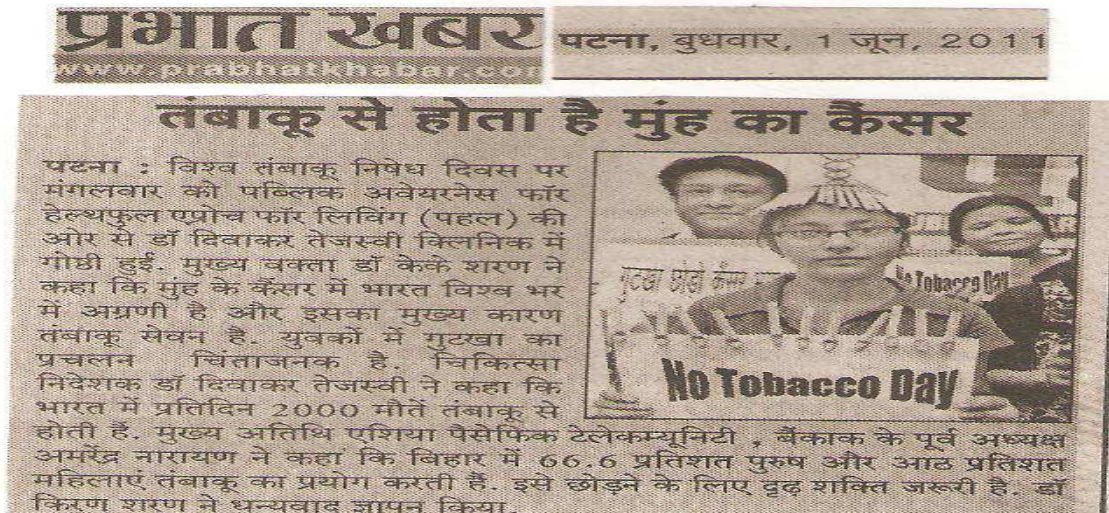 प्रभात खबर
www.prabhatkhabar.com
पटना, बुधवार, 1 जून, 2011
तंबाकू से होता है मुंह का कैंसर
पटना : विश्व तंबाकू निषेध दिवस पर
मंगलवार को पब्लिक अवेयरनेस फॉर
हेल्थफुल एप्रोच फॉर लिविंग (पहल) की
ओर से डॉ दिवाकर तेजस्वी क्लिनिक में
गोष्ठी हुई. मुख्य वक्ता डॉ केके शरण ने
कहा कि मुंह के कैंसर में भारत विश्व भर
में अग्रणी है और इसका मुख्य कारण
तंबाकू सेवन है. युवकों में गुटखा का
प्रचलन चिंताजनक है. चिकित्सा
निदेशक डॉ दिवाकर तेजस्वी ने कहा कि
भारत में प्रतिदिन 2000 मौतें तंबाकू से
होती हैं. मुख्य अतिथि एशिया पैसेफिक टेलेकम्यूनिटी , बैंकाक के पूर्व अध्यक्ष
अमरेंद्र नारायण ने कहा कि बिहार में 66.6 प्रतिशत पुरुष और आठ प्रतिशत
महिलाएं तंबाकू का प्रयोग करती हैं. इसे छोड़ने के लिए दृढ़ शक्ति जरूरी है. डॉ
किरण शरण ने धन्यवाद ज्ञापन किया.
गुटखा छोडो कैंसर
No Tobacco Day
No Tobacco Day